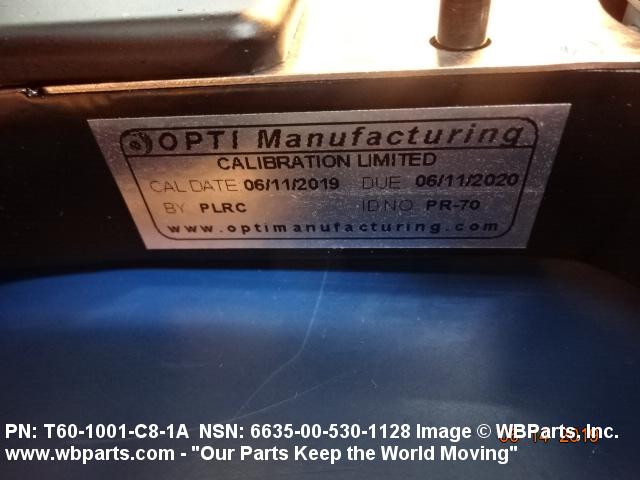 OPTI Manufacturing
CALIBRATION LIMITED
CAL DATE 06/11/2019 DUE 06/11/2020
BY PLRC ID NO PR-70
www.optimanufacturing.com
PN: T60-1001-C8-1A NSN: 6635-00-530-1128 Image © WBParts, Inc.
www.wbparts.com - "Our Parts Keep the World Moving"